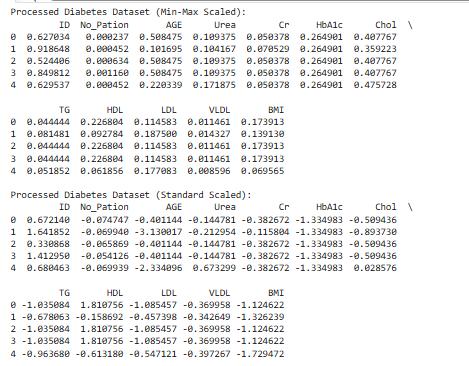 Processed Diabetes Dataset (Min-Max Scaled):
ID No_Pation AGE Urea Cr HbA1c Chol \
0 0.627034 0.000237 0.508475 0.109375 0.050378 0.264901 0.407767
1 0.918648 0.000452 0.101695 0.104167 0.070529 0.264901 0.359223
2 0.524406 0.000634 0.508475 0.109375 0.050378 0.264901 0.407767
3 0.849812 0.001160 0.508475 0.109375 0.050378 0.264901 0.407767
4 0.629537 0.000452 0.220339 0.171875 0.050378 0.264901 0.475728
TG HDL LDL VLDL BMI
0 0.044444 0.226804 0.114583 0.011461 0.173913
1 0.081481 0.092784 0.187500 0.014327 0.139130
2 0.044444 0.226804 0.114583 0.011461 0.173913
3 0.044444 0.226804 0.114583 0.011461 0.173913
4 0.051852 0.061856 0.177083 0.008596 0.069565
Processed Diabetes Dataset (Standard Scaled):
ID No_Pation AGE Urea Cr HbA1c Chol \
0 0.672140 -0.074747 -0.401144 -0.144781 -0.382672 -1.334983 -0.509436
1 1.641852 -0.069940 -3.130017 -0.212954 -0.115804 -1.334983 -0.893730
2 0.330868 -0.065869 -0.401144 -0.144781 -0.382672 -1.334983 -0.509436
3 1.412950 -0.054126 -0.401144 -0.144781 -0.382672 -1.334983 -0.509436
4 0.680463 -0.069939 -2.334096 0.673299 -0.382672 -1.334983 0.028576
TG HDL LDL VLDL BMI
0 -1.035084 1.810756 -1.085457 -0.369958 -1.124622
1 -0.678063 -0.158692 -0.457398 -0.342649 -1.326239
2 -1.035084 1.810756 -1.085457 -0.369958 -1.124622
3 -1.035084 1.810756 -1.085457 -0.369958 -1.124622
4 -0.963680 -0.613180 -0.547121 -0.397267 -1.729472